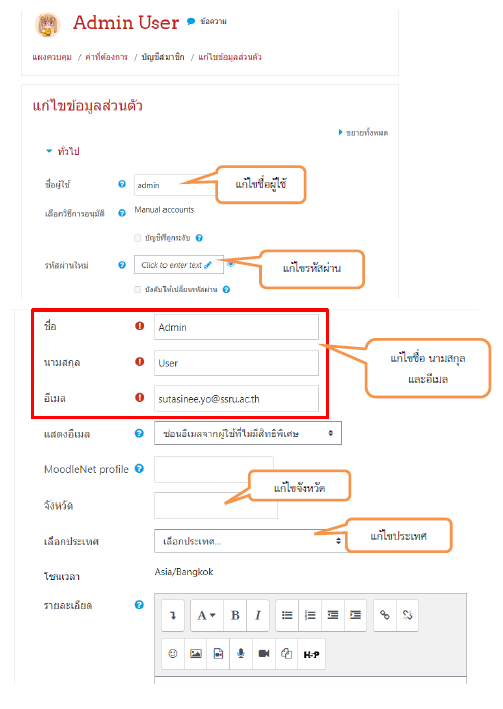 Admin User ข้อความ
แผงควบคุม / ค่าที่ต้องการ / บัญชีสมาชิก / แก้ไขข้อมูลส่วนตัว
แก้ไขข้อมูลส่วนตัว
ขยายทั้งหมด
ทั่วไป
ชื่อผู้ใช้ admin แก้ไขชื่อผู้ใช้
เลือกวิธีการอนุมัติ Manual accounts
บัญชีที่ถูกระงับ
รหัสผ่านใหม่ Click to enter text แก้ไขรหัสผ่าน
บังคับให้เปลี่ยนรหัสผ่าน
ชื่อ Admin
นามสกุล User
แก้ไขชื่อ นามสกุล
และอีเมล
อีเมล sutasinee.yo@ssru.ac.th
แสดงอีเมล ซ่อนอีเมลจากผู้ใช้ที่ไม่มีสิทธิพิเศษ
MoodleNet profile
แก้ไขจังหวัด
จังหวัด
เลือกประเทศ เลือกประเทศ... แก้ไขประเทศ
โซนเวลา Asia/Bangkok
รายละเอียด
A B I
H-P